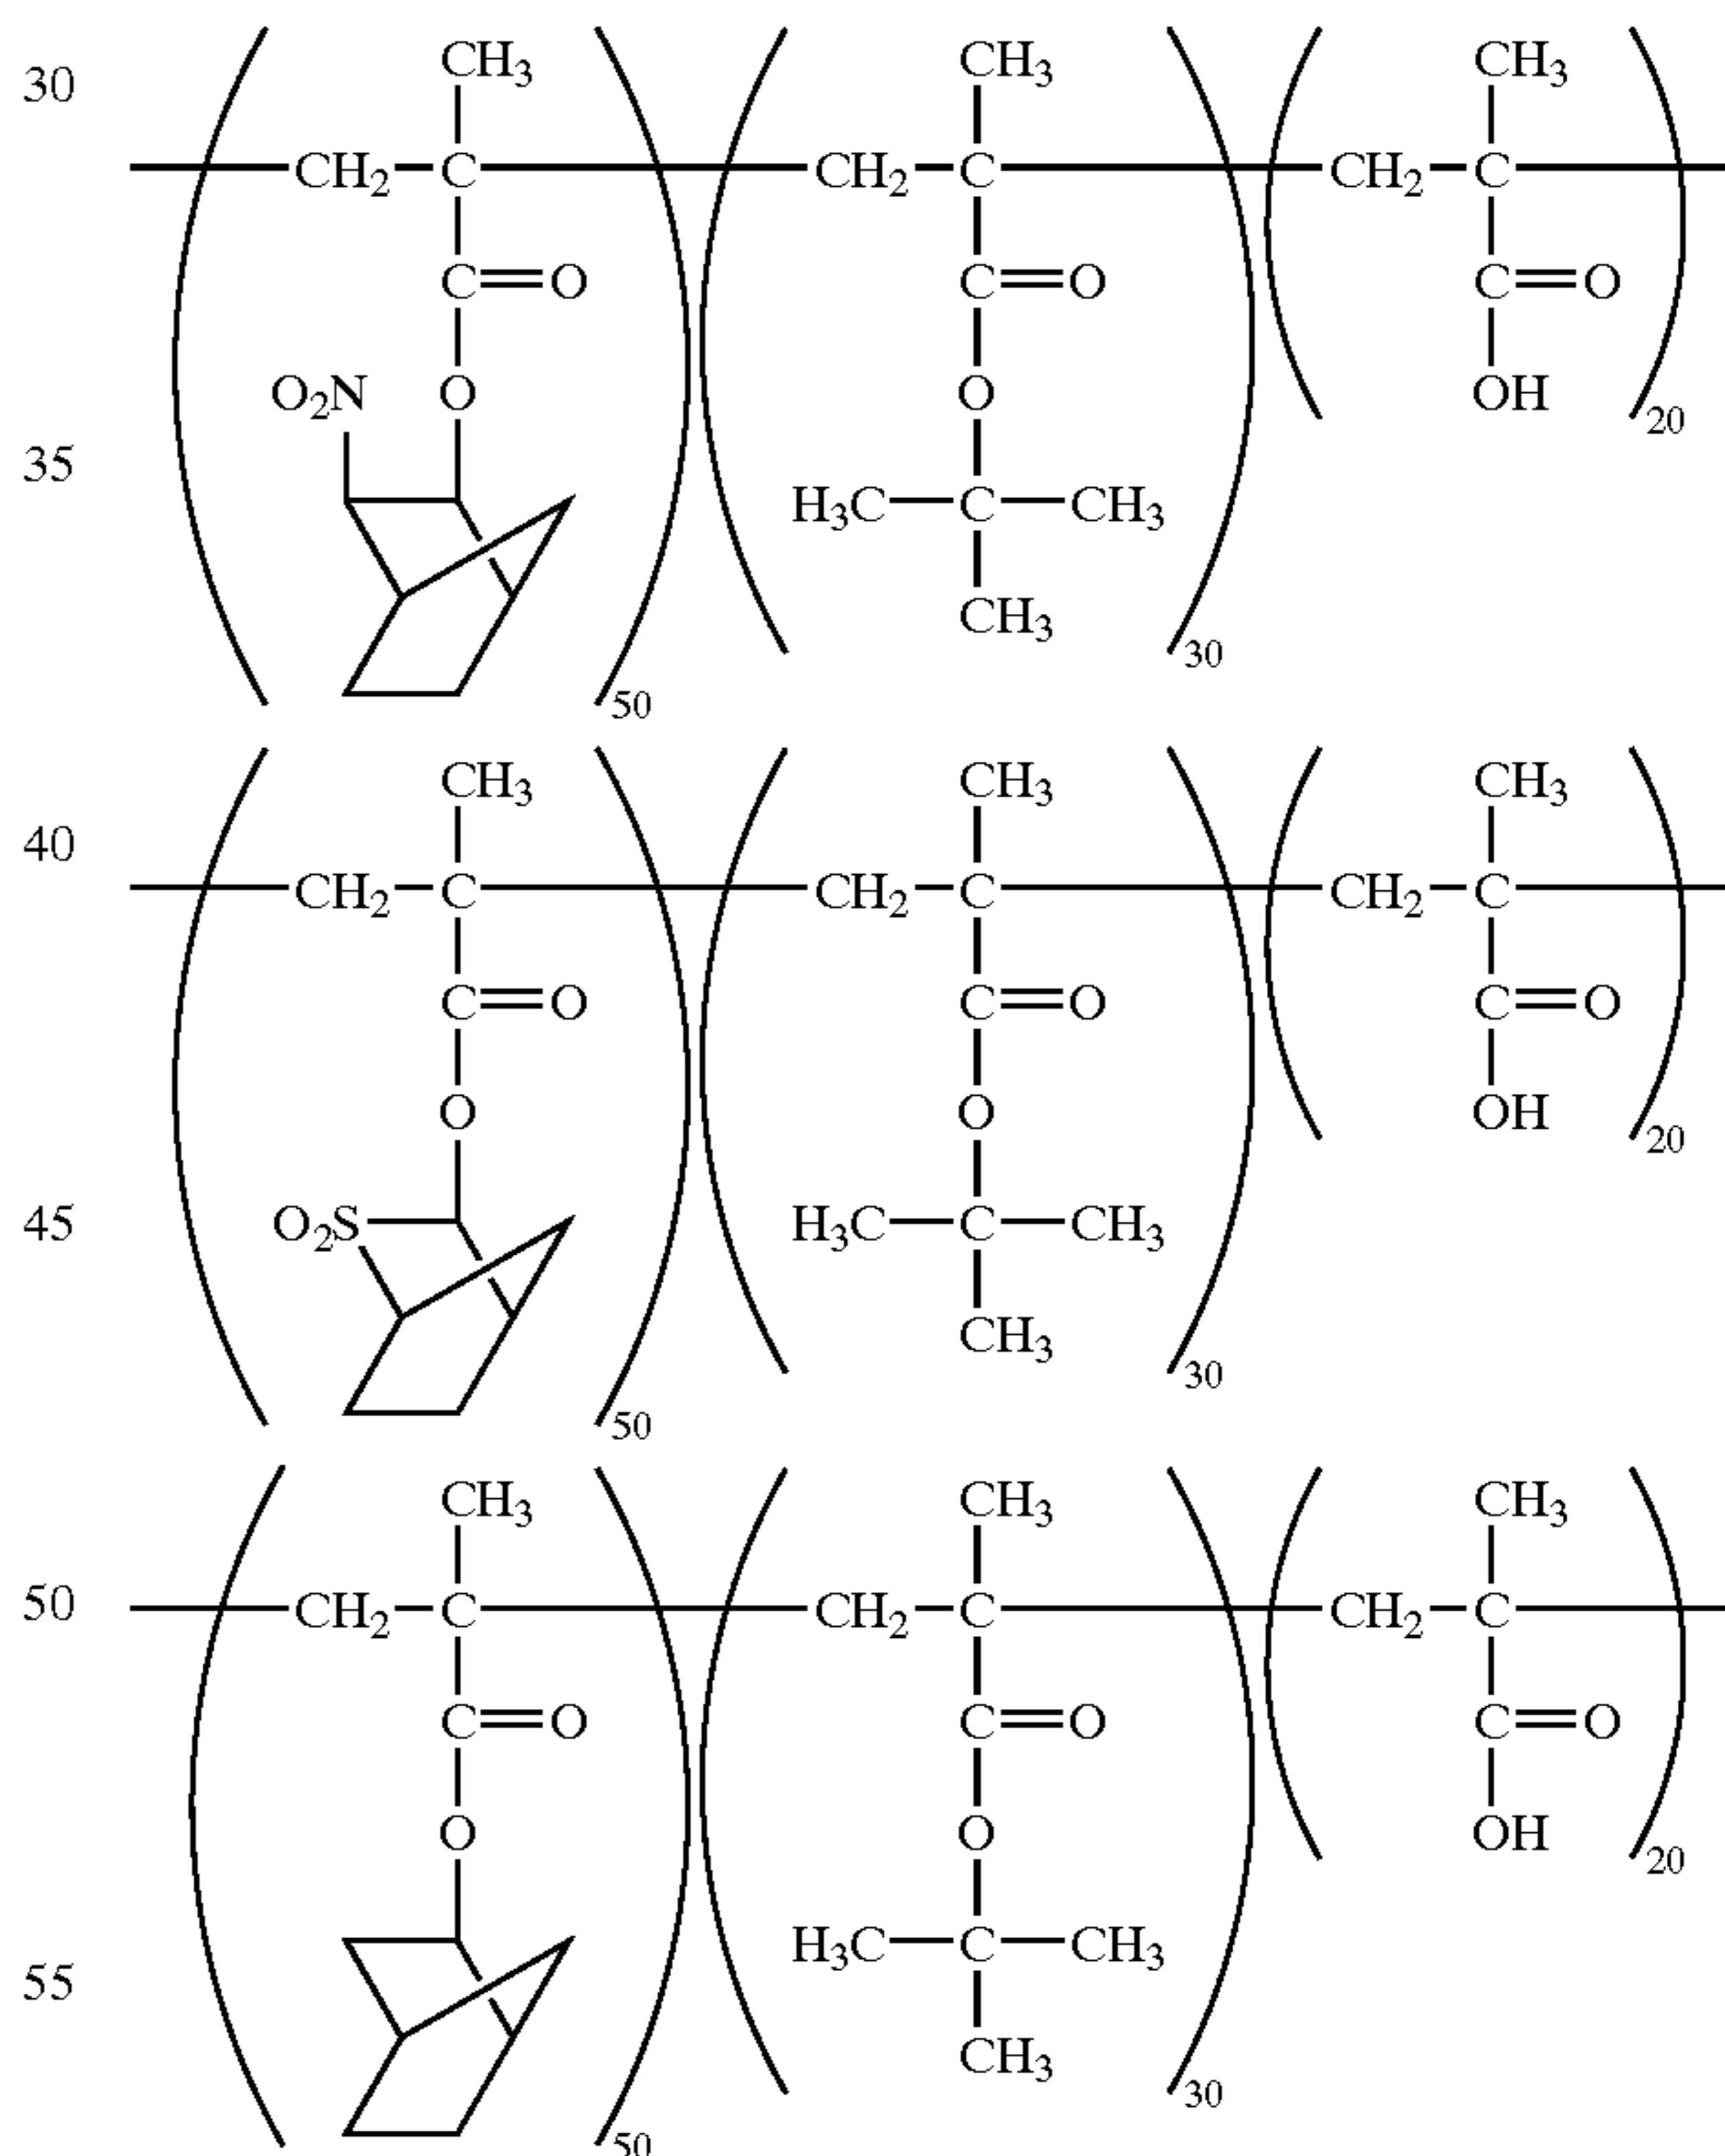 30 CH3 CH3 CH3
CH2 C CH2 C CH2 C
C O C O C O
O2N O O OH
20
35
H3C C CH3
CH3
30
50
CH3 CH3 CH3
40
CH2 C CH2 C CH2 C
C O C O C O
O O OH
20
45 O2S H3C C CH3
CH3
30
50
CH3 CH3 CH3
50 CH2 C CH2 C CH2 C
C O C O C O
O O OH
20
H3C C CH3
55
CH3
30
50